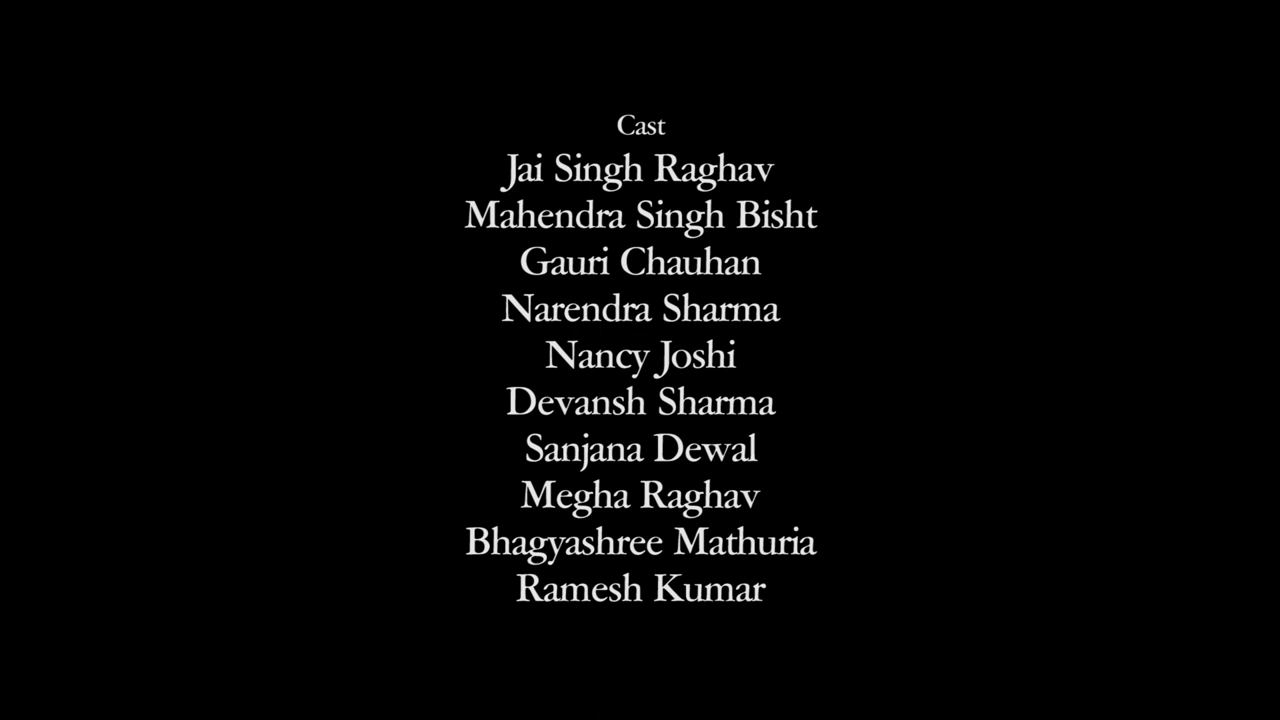 Cast
Jai Singh Raghav
Mahendra Singh Bisht
Gauri Chauhan
Narendra Sharma
Nancy Joshi
Devansh Sharma
Sanjana Dewal
Megha Raghav
Bhagyashree Mathuria
Ramesh Kumar